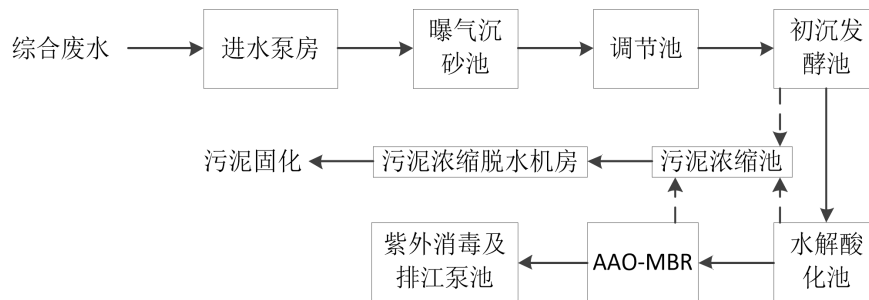 综合废水
进水泵房
曝气沉
砂池
调节池
初沉发
酵池
污泥固化
污泥浓缩脱水机房
污泥浓缩池
紫外消毒及
排江泵池
AAO-MBR
水解酸
化池